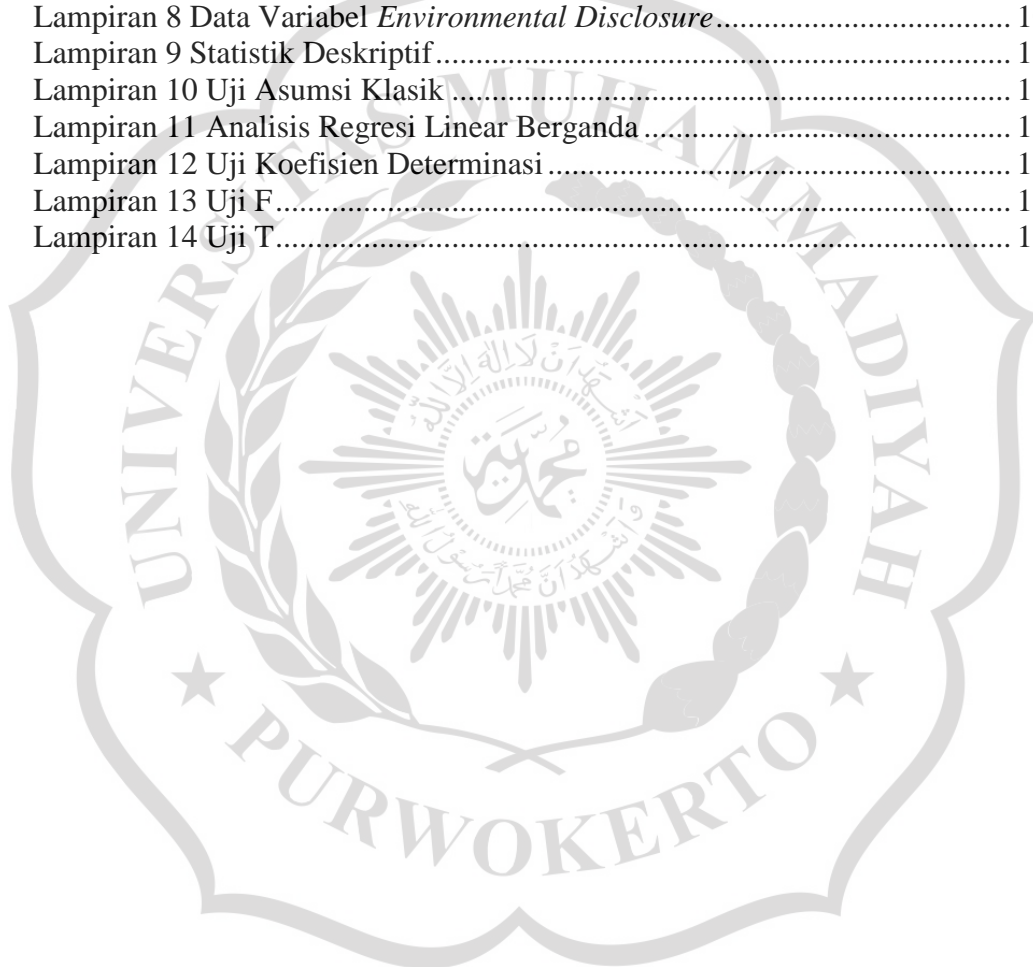 Lampiran 8 Data Variabel Environmental Disclosure.................................... 1
Lampiran 9 Statistik Deskriptif.......................................................................... 1
Lampiran 10 Uji Asumsi Klasik ........................................................................ 1
Lampiran 11 Analisis Regresi Linear Berganda ............................................... 1
Lampiran 12 Uji Koefisien Determinasi ............................................................ 1
Lampiran 13 Uji F............................................................................................... 1
Lampiran 14 Uji T............................................................................................... 1
UNIVERSITAS MUHAMMADIYAH
PURWOKERTO